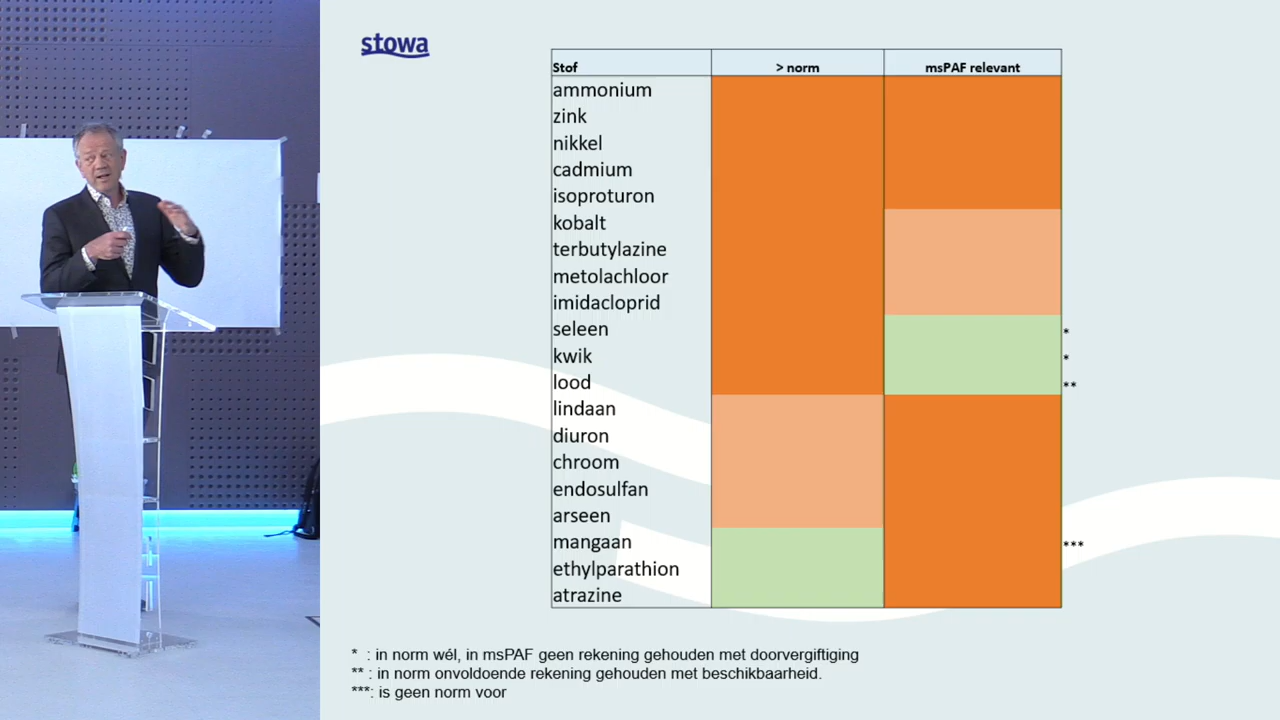 stowa
Stof > norm msPAF relevant
ammonium
zink
nikkel
cadmium
isoproturon
kobalt
terbutylazine
metolachloor
imidacloprid
seleen *
kwik *
lood **
lindaan
diuron
chroom
endosulfan
arseen
mangaan ***
ethylparathion
atrazine
* : in norm wél, in msPAF geen rekening gehouden met doorvergiftiging
** : in norm onvoldoende rekening gehouden met beschikbaarheid.
***: is geen norm voor